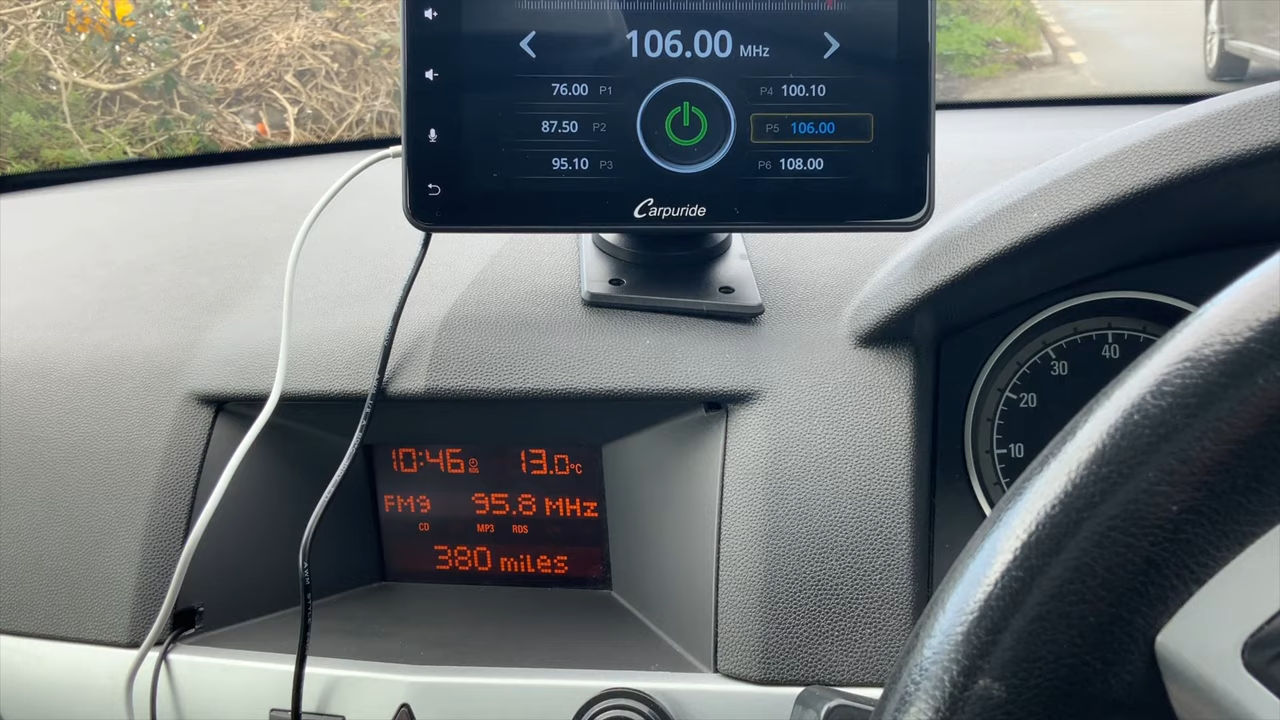 106.00 MHz
76.00 P1
P4 100.10
87.50 P2
P5 106.00
95.10 P3
P6 108.00
Carpuride
10:46 13.0°C
FM9 95.8 MHz
CD MP3 RDS
380 miles
10
20
30
40
AWM STYLE